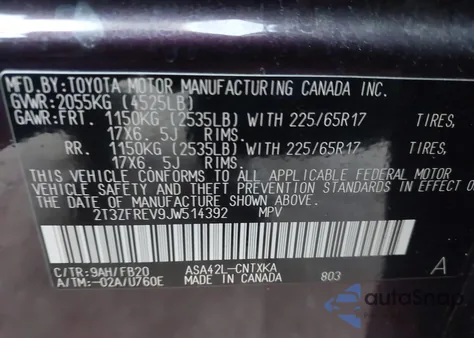 MFD.BY:TOYOTA MOTOR MANUFACTURING CANADA INC.
GVWR:2055KG (4525LB)
GAWR:FRT. 1150KG (2535LB) WITH 225/65R17 TIRES,
17X6. 5J RIMS.
RR. 1150KG (2535LB) WITH 225/65R17 TIRES,
17X6. 5J RIMS.
THIS VEHICLE CONFORMS TO ALL APPLICABLE FEDERAL MOTOR
VEHICLE SAFETY AND THEFT PREVENTION STANDARDS IN EFFECT O
THE DATE OF MANUFACTURE SHOWN ABOVE.
2T3ZFREV9JW514392 MPV
C/TR:9AH/FB20 ASA42L-CNTXKA A
A/TM:-02A/U760E 803
autoSnap